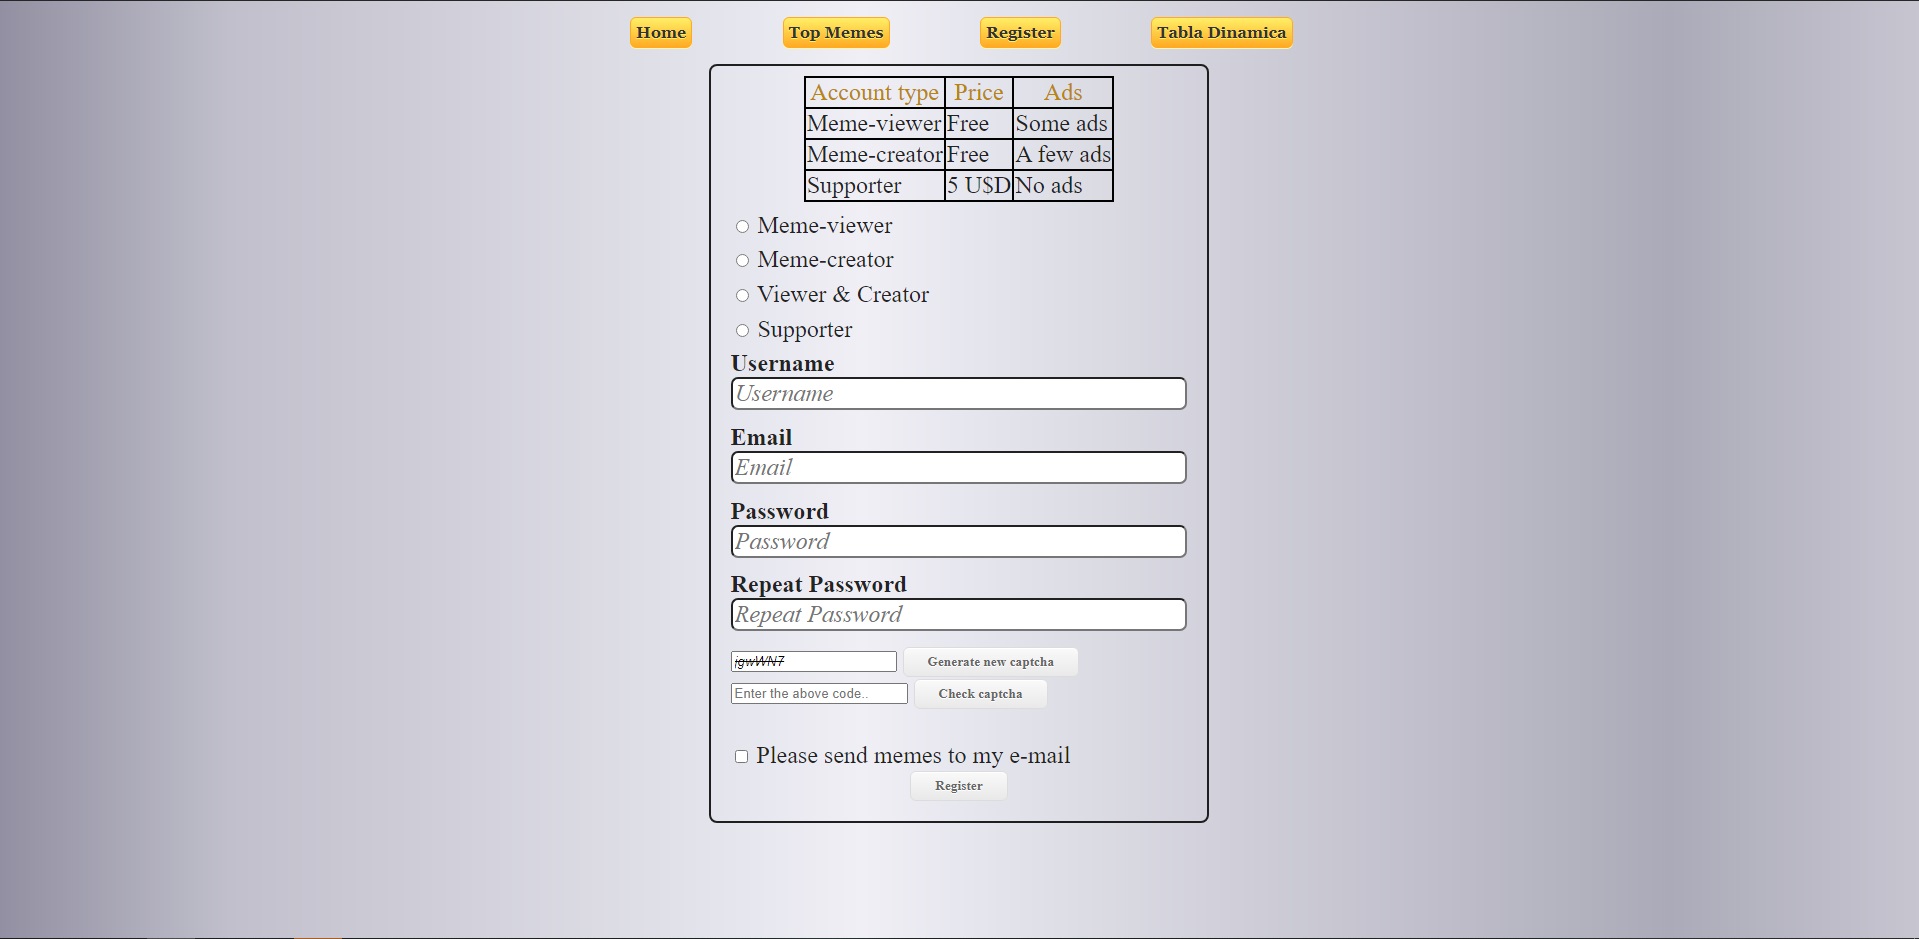 Home Top Memes Register Tabla Dinamica
Account type Price Ads
Meme-viewer Free Some ads
Meme-creator Free A few ads
Supporter 5 U$D No ads
Meme-viewer
Meme-creator
Viewer & Creator
Supporter
Username
Username
Email
Email
Password
Password
Repeat Password
Repeat Password
igwWN7 Generate new captcha
Enter the above code.. Check captcha
Please send memes to my e-mail
Register